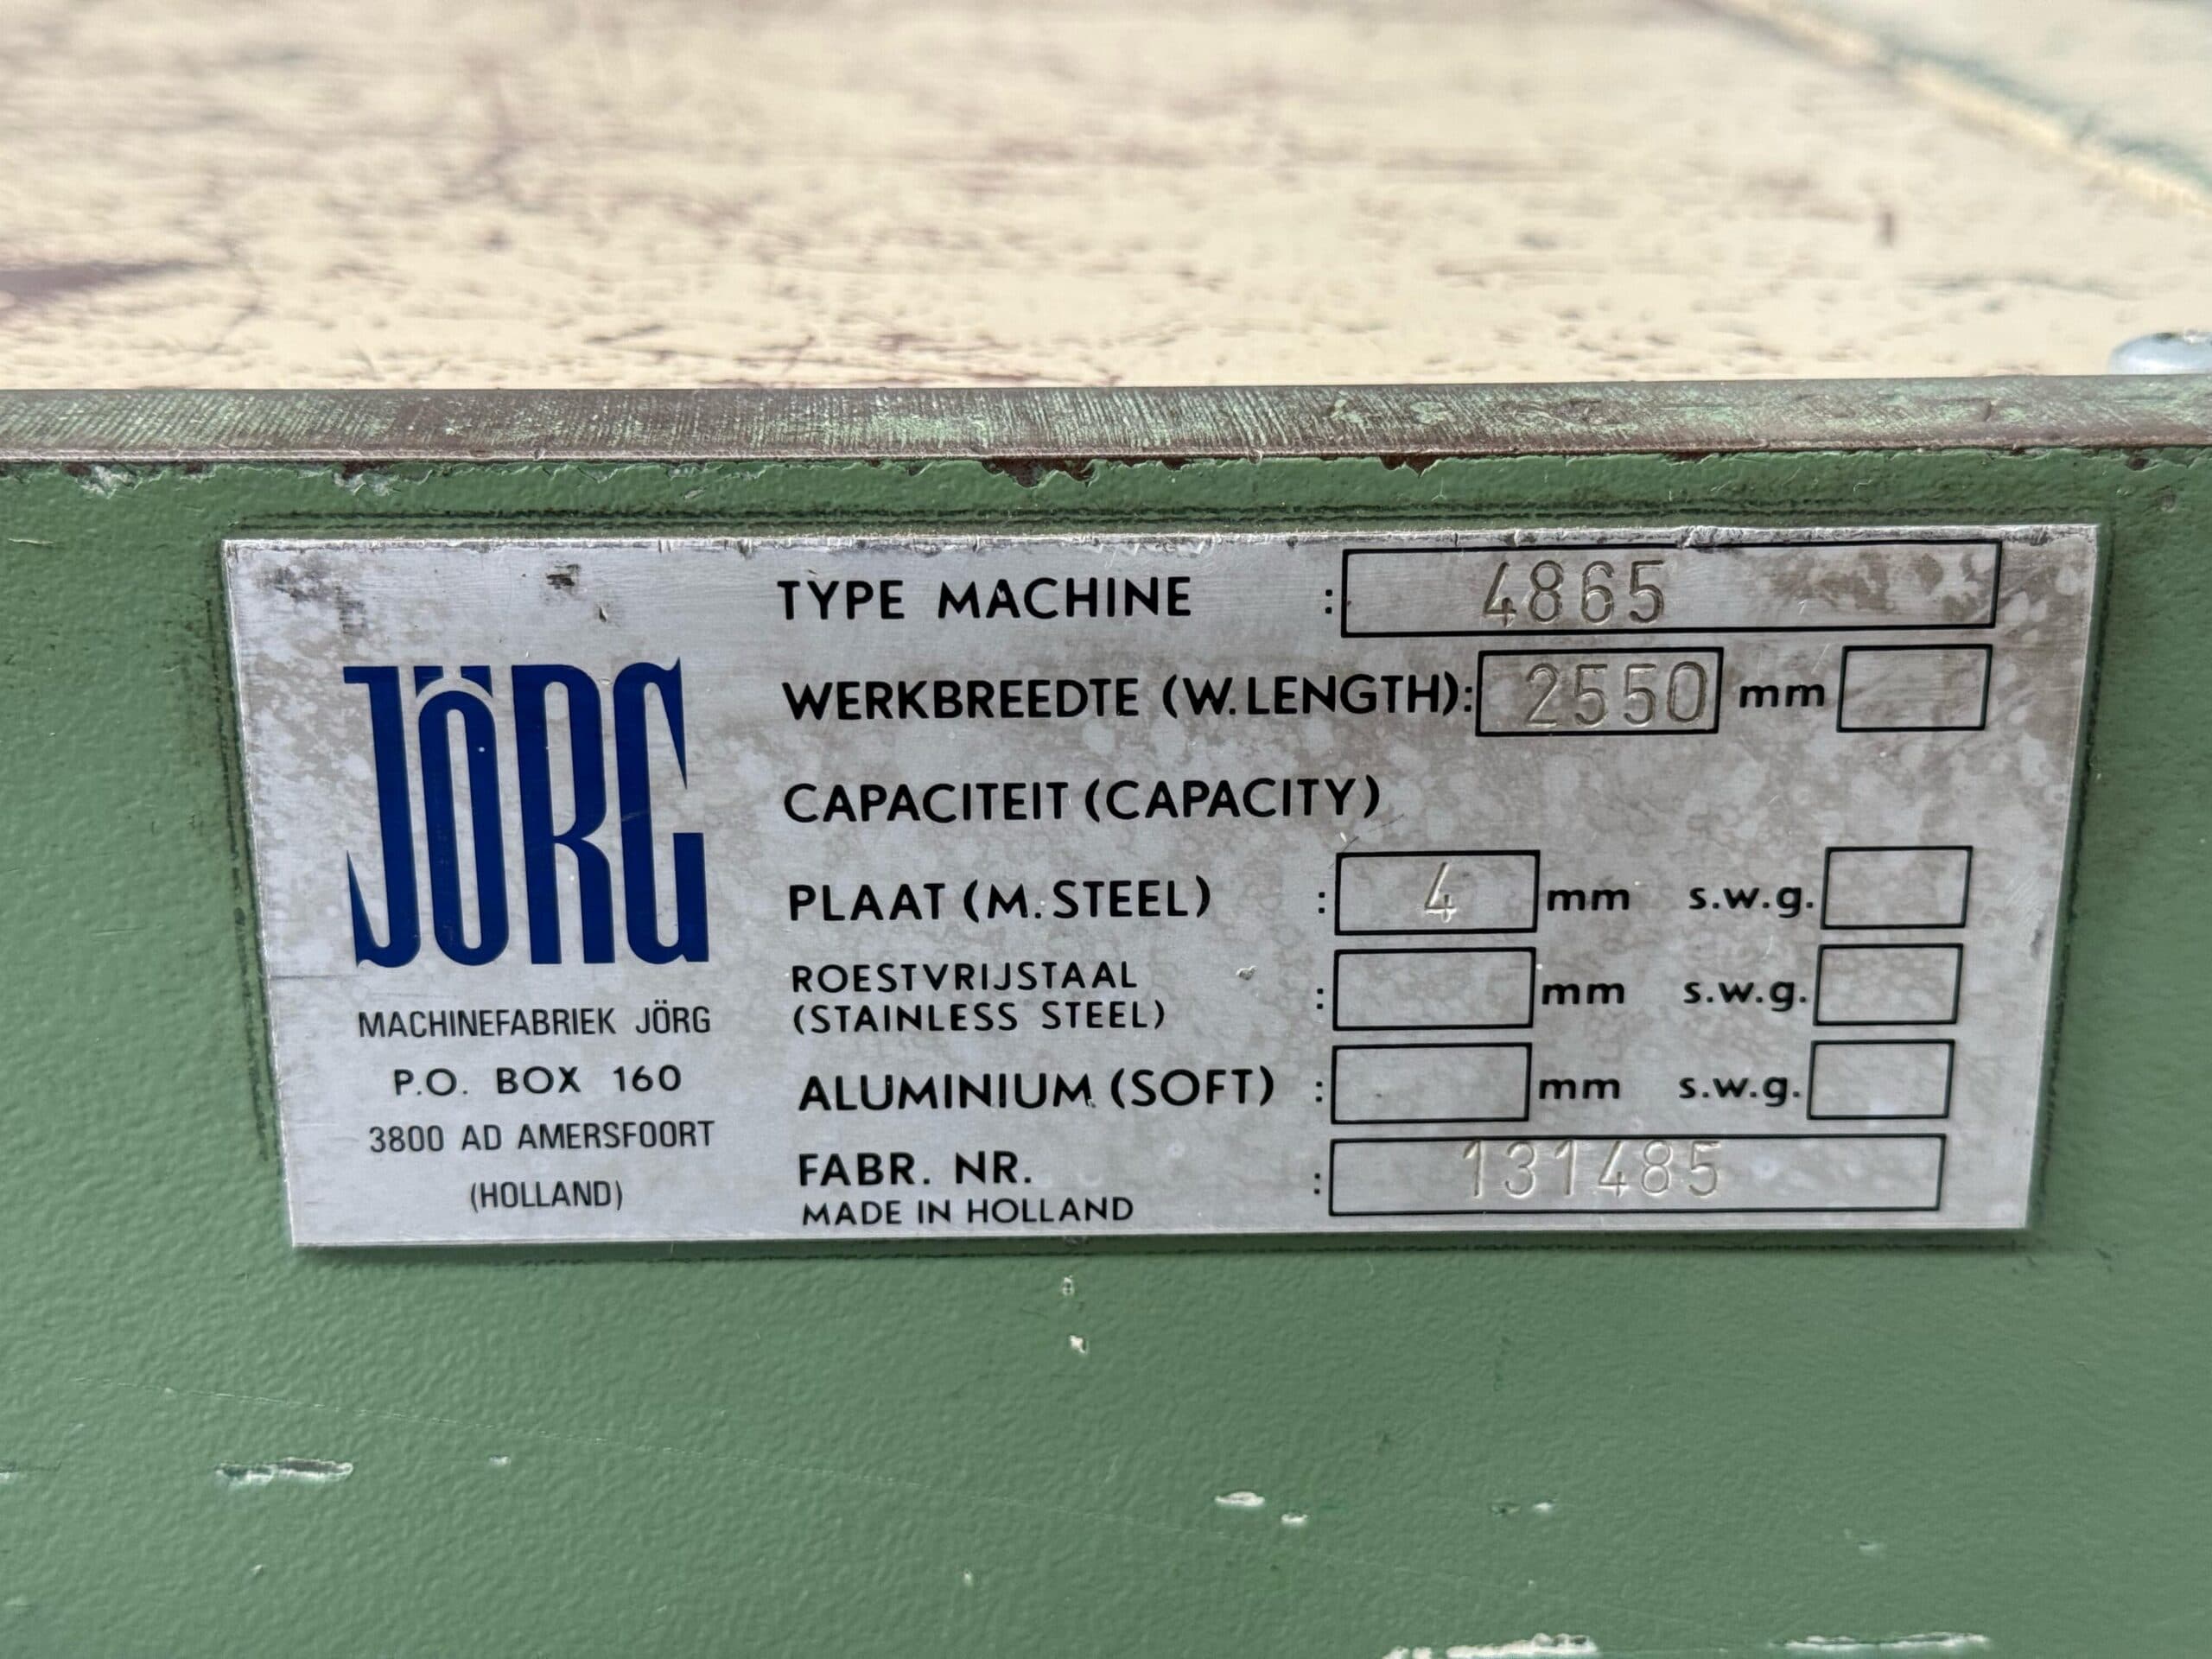 JÖRG
MACHINEFABRIEK JÖRG
P.O. BOX 160
3800 AD AMERSFOORT
(HOLLAND)
TYPE MACHINE : 4865
WERKBREEDTE (W. LENGTH): 2550 mm
CAPACITEIT (CAPACITY)
PLAAT (M. STEEL) : 4 mm s.w.g.
ROESTVRIJSTAAL
(STAINLESS STEEL) : mm s.w.g.
ALUMINIUM (SOFT) : mm s.w.g.
FABR. NR. : 131485
MADE IN HOLLAND